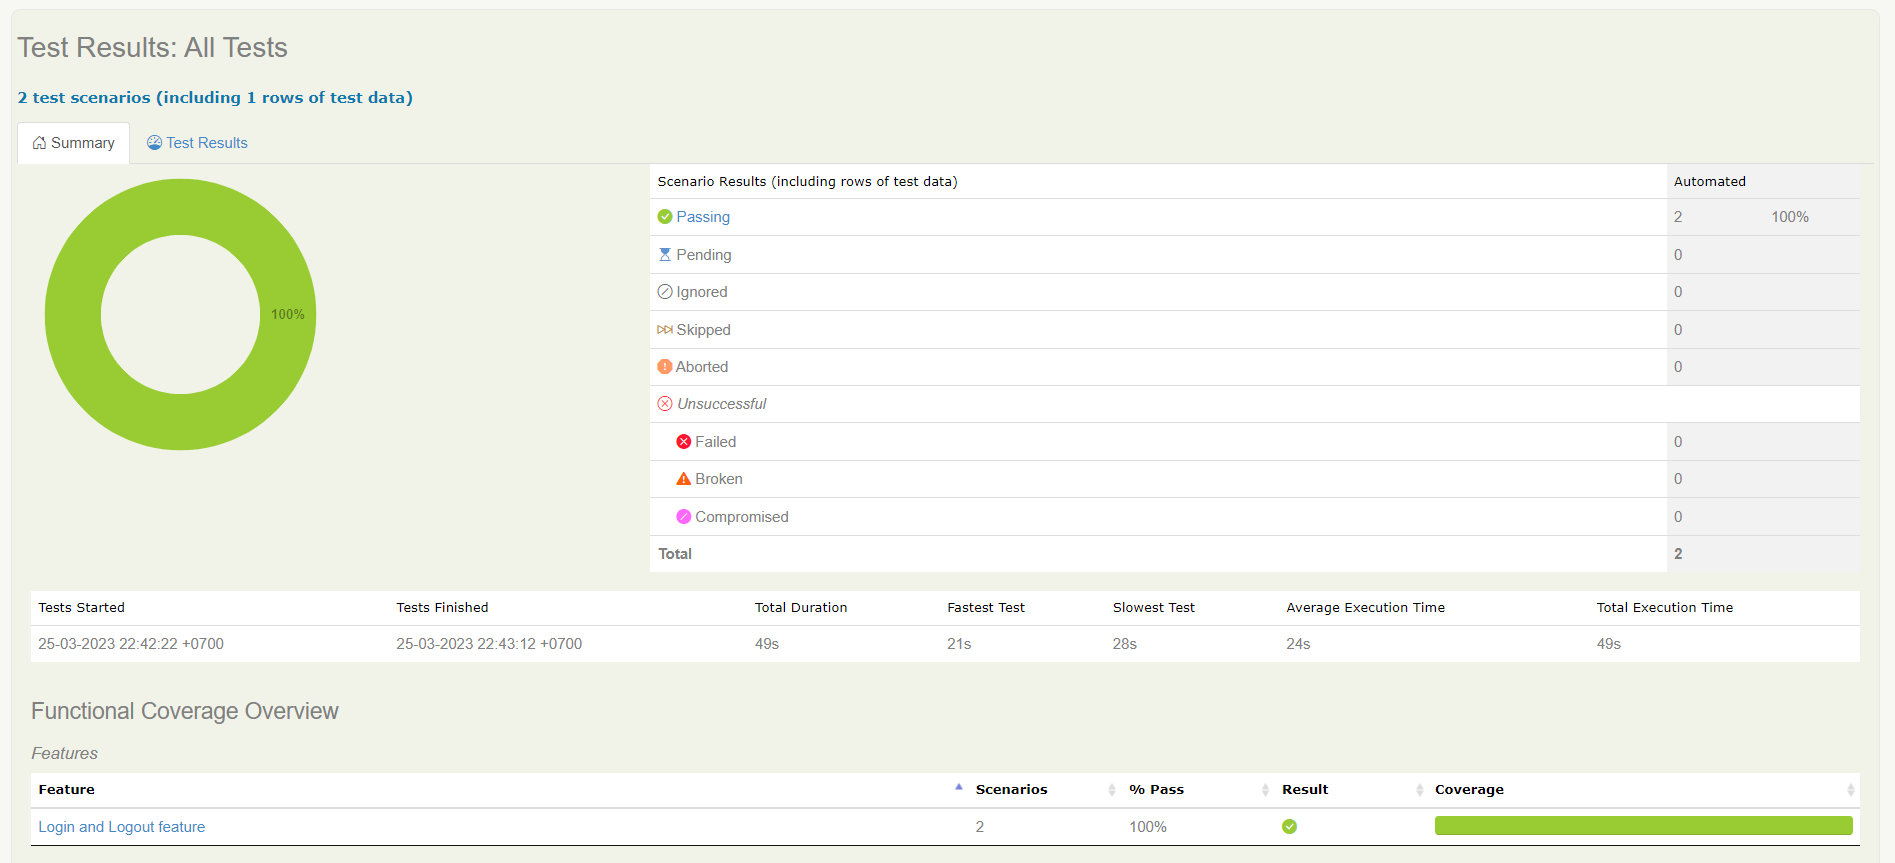 Test Results: All Tests
2 test scenarios (including 1 rows of test data)
Summary Test Results
100%
Scenario Results (including rows of test data) Automated
Passing 2 100%
Pending 0
Ignored 0
Skipped 0
Aborted 0
Unsuccessful
Failed 0
Broken 0
Compromised 0
Total 2
Tests Started Tests Finished Total Duration Fastest Test Slowest Test Average Execution Time Total Execution Time
25-03-2023 22:42:22 +0700 25-03-2023 22:43:12 +0700 49s 21s 28s 24s 49s
Functional Coverage Overview
Features
Feature Scenarios % Pass Result Coverage
Login and Logout feature 2 100%